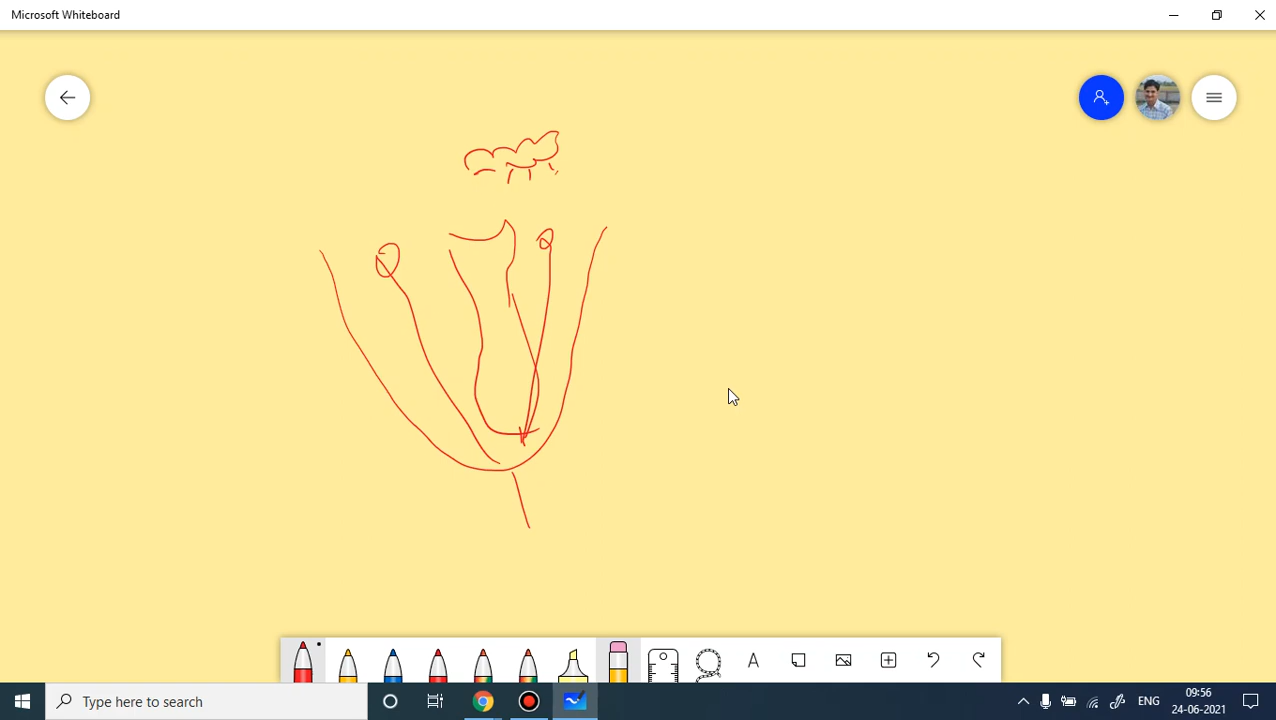 Microsoft Whiteboard
A
Type here to search
ENG
09:56
24-06-2021